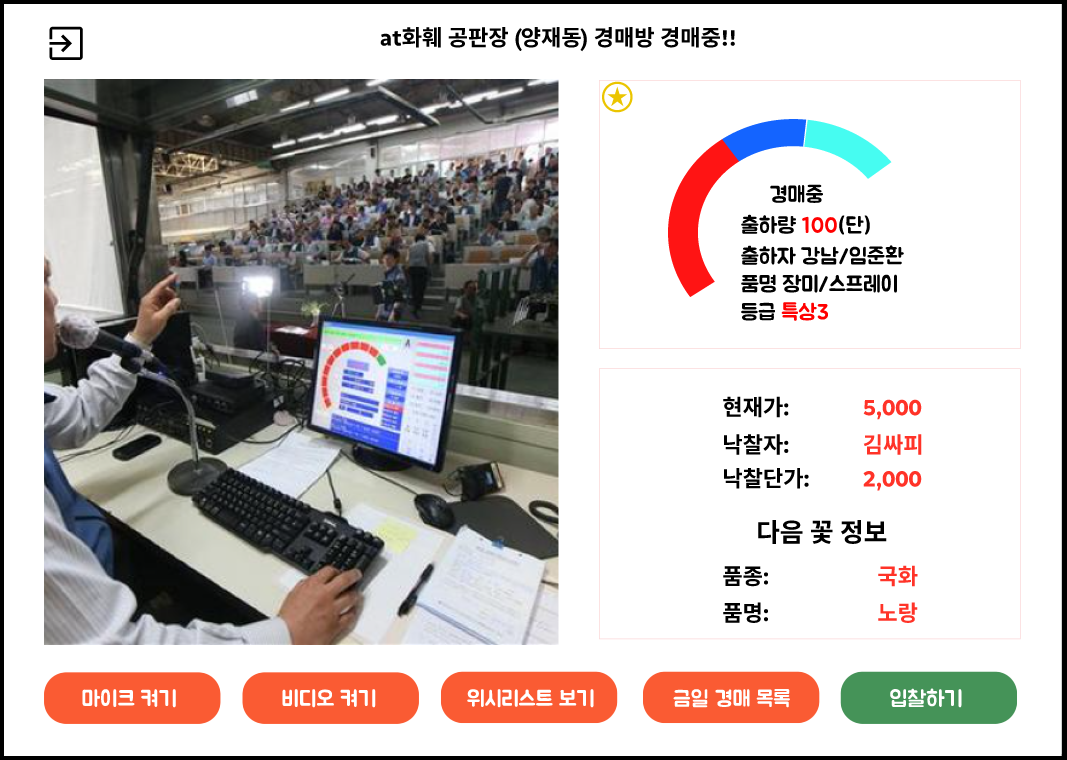 at화훼 공판장 (양재동) 경매방 경매중!!
경매중
출하량 100(단)
출하자 강남/임준환
품명 장미/스프레이
등급 특상3
현재가: 5,000
낙찰자: 김싸피
낙찰단가: 2,000
다음 꽃 정보
품종: 국화
품명: 노랑
마이크 켜기
비디오 켜기
위시리스트 보기
금일 경매 목록
입찰하기